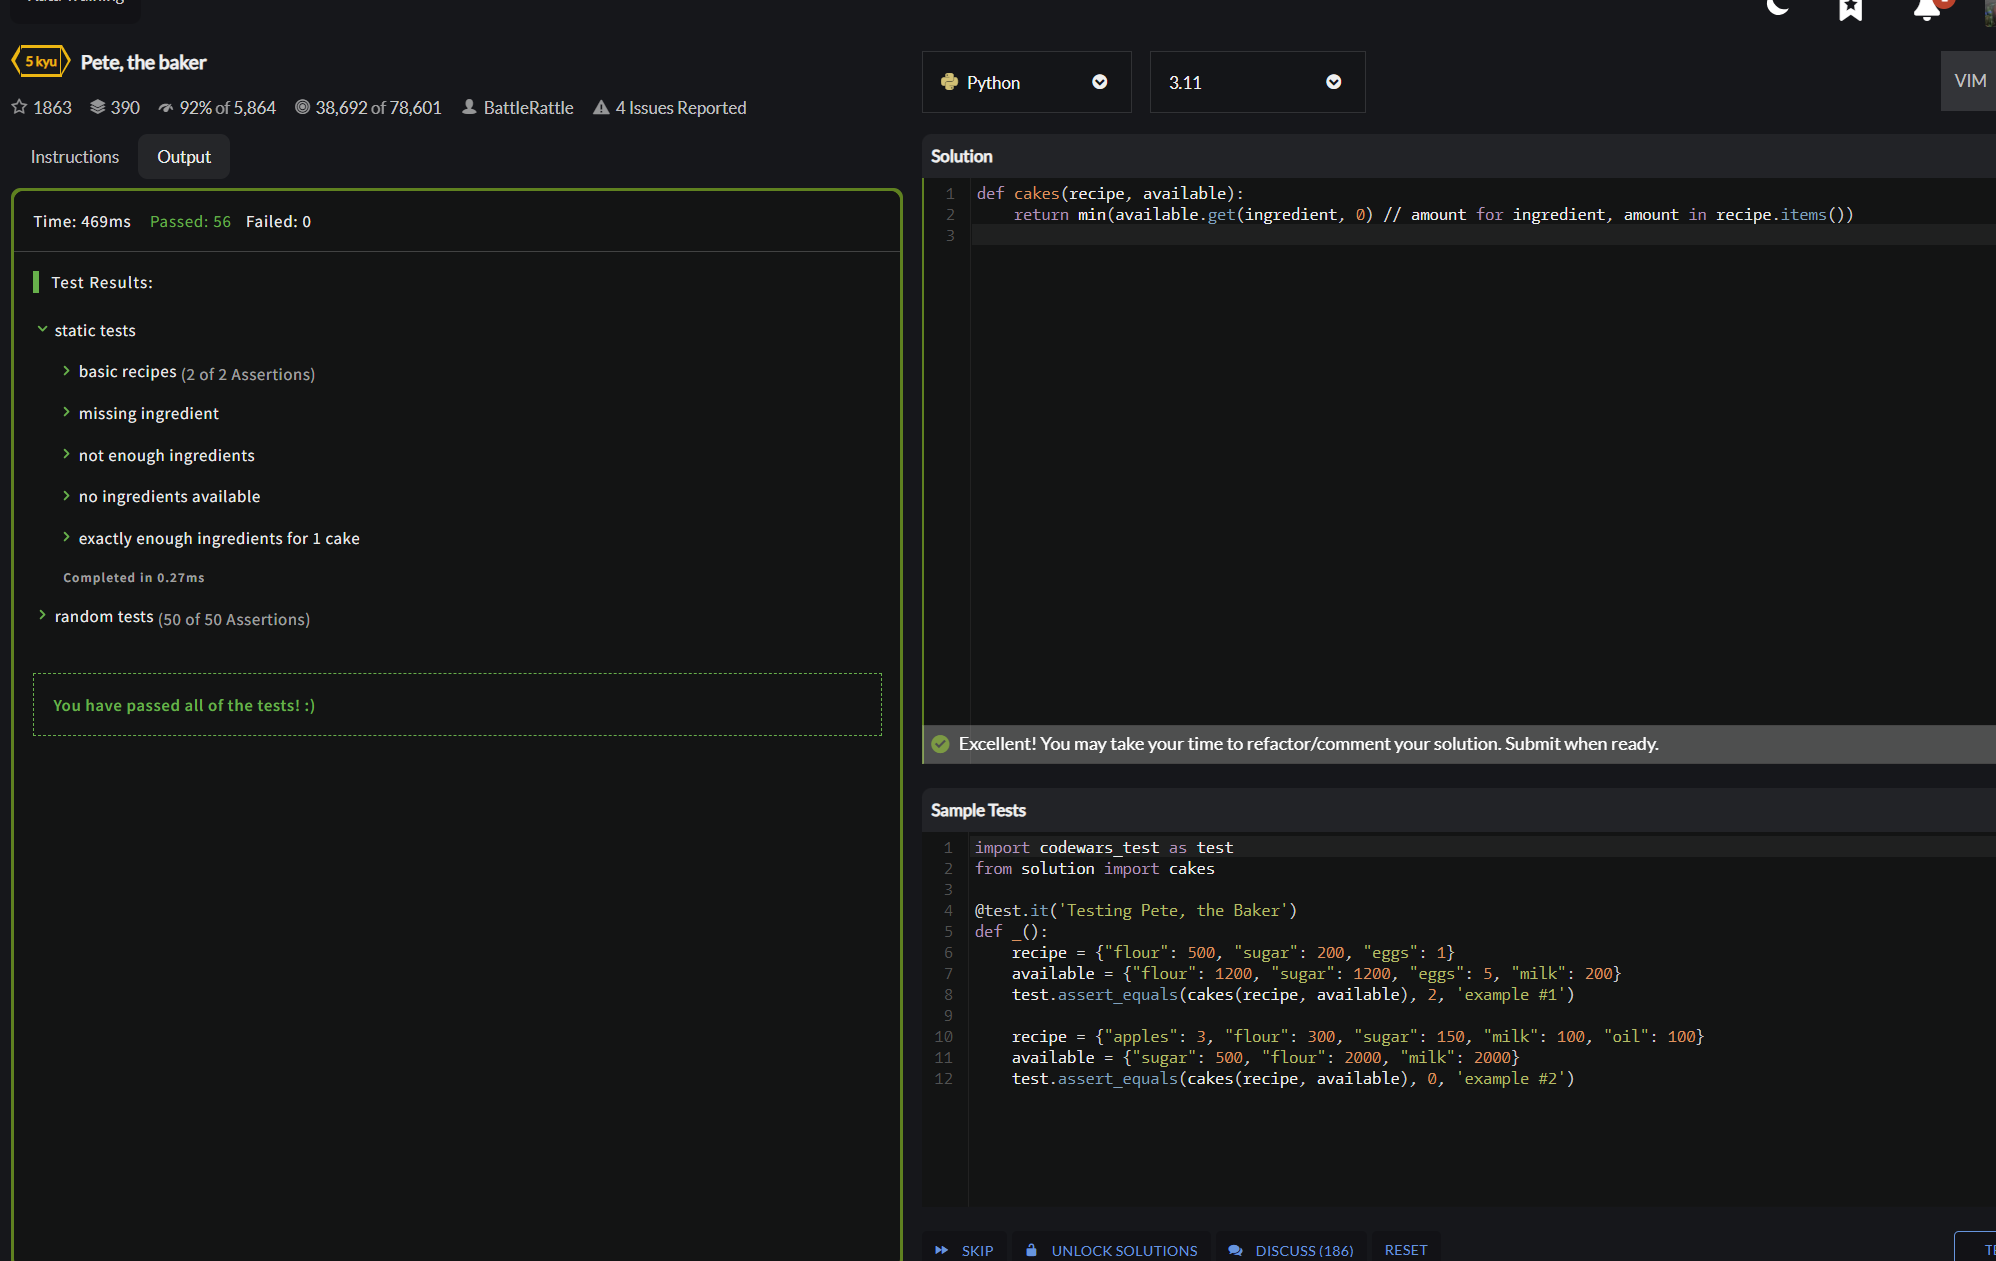 5 kyu Pete, the baker
1863 390 92% of 5,864 38,692 of 78,601 BattleRattle 4 Issues Reported
Instructions Output
Time: 469ms Passed: 56 Failed: 0
Test Results:
static tests
basic recipes (2 of 2 Assertions)
missing ingredient
not enough ingredients
no ingredients available
exactly enough ingredients for 1 cake
Completed in 0.27ms
random tests (50 of 50 Assertions)
You have passed all of the tests! :)
Python 3.11 VIM
Solution
1 def cakes(recipe, available):
2     return min(available.get(ingredient, 0) // amount for ingredient, amount in recipe.items())
3
Excellent! You may take your time to refactor/comment your solution. Submit when ready.
Sample Tests
1 import codewars_test as test
2 from solution import cakes
3
4 @test.it('Testing Pete, the Baker')
5 def _():
6     recipe = {"flour": 500, "sugar": 200, "eggs": 1}
7     available = {"flour": 1200, "sugar": 1200, "eggs": 5, "milk": 200}
8     test.assert_equals(cakes(recipe, available), 2, 'example #1')
9
10     recipe = {"apples": 3, "flour": 300, "sugar": 150, "milk": 100, "oil": 100}
11     available = {"sugar": 500, "flour": 2000, "milk": 2000}
12     test.assert_equals(cakes(recipe, available), 0, 'example #2')
SKIP UNLOCK SOLUTIONS DISCUSS (186) RESET